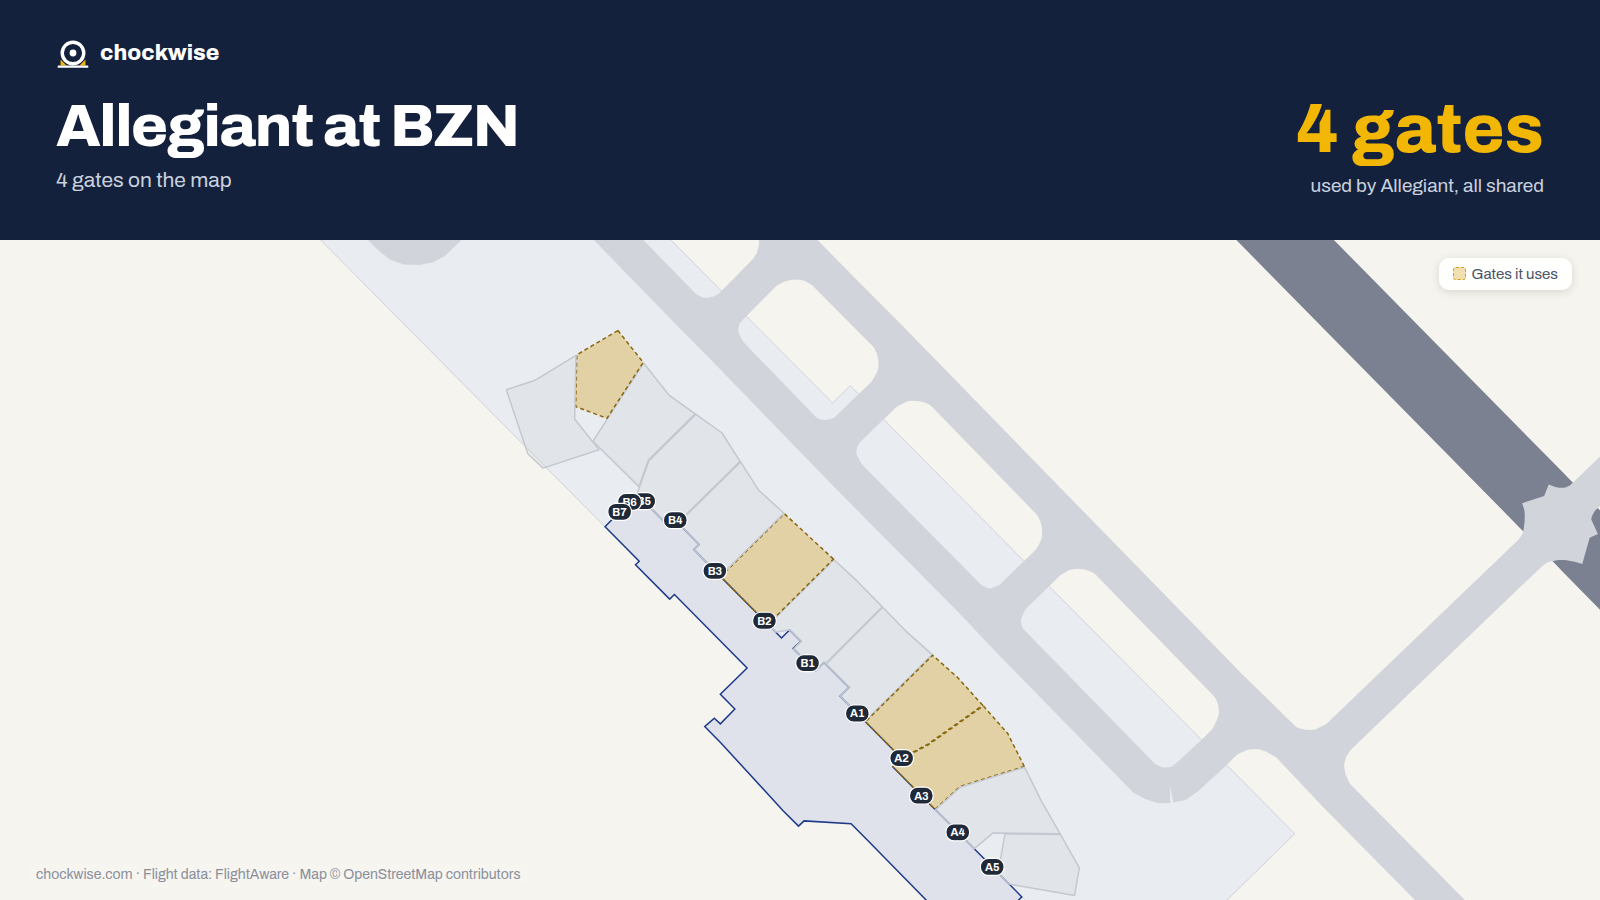 chockwise
Allegiant at BZN
4 gates on the map
4 gates
used by Allegiant, all shared
Gates it uses
B6
B7
B4
B3
B2
B1
A1
A2
A3
A4
A5
chockwise.com · Flight data: FlightAware · Map © OpenStreetMap contributors